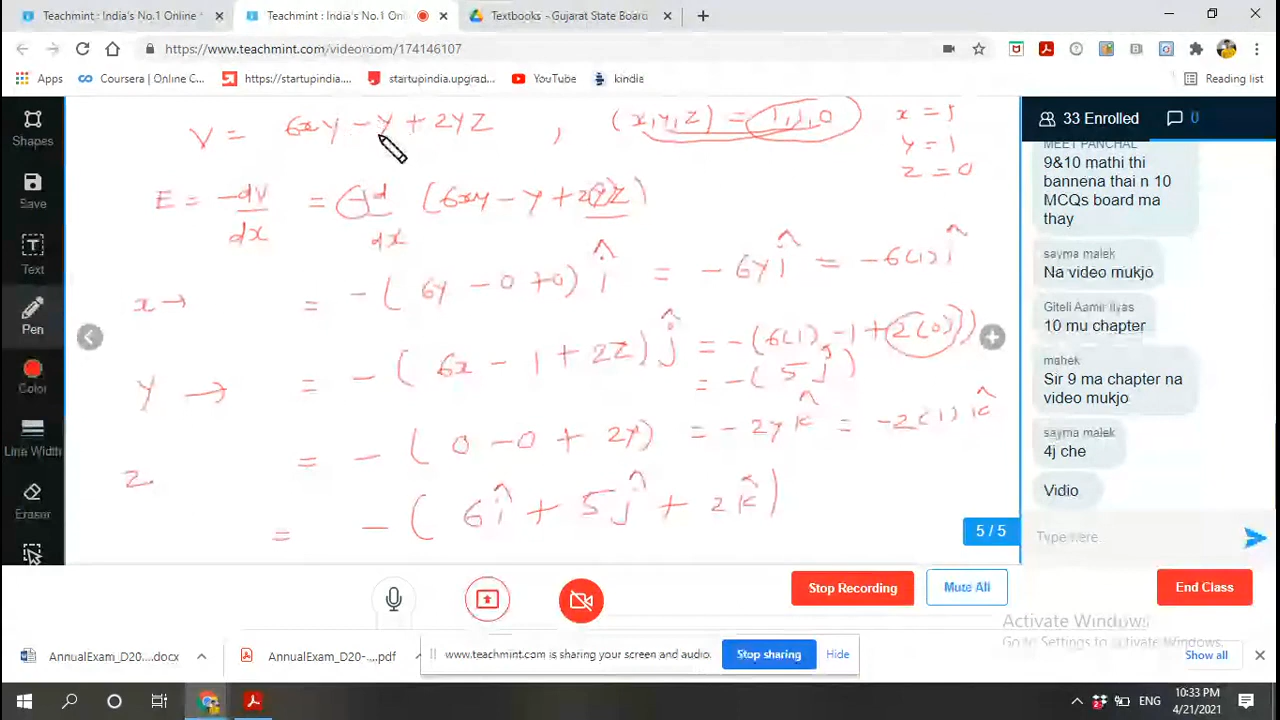 Teachmint : India's No.1 Online
Teachmint : India's No.1 Onlin
Textbooks - Gujarat State Board
https://www.teachmint.com/videoroom/174146107
Apps
Coursera | Online C...
https://startupindia....
startupindia.upgrad...
YouTube
kindle
Reading list
Shapes
Save
Text
Pen
Color
Line Width
Eraser
V = 6xy - y + 2yz , (x,y,z) = 1,1,0
x = 1
y = 1
z = 0
E = -dV/dx = -d/dx (6xy - y + 2yz)
x → = -(6y - 0 + 0) î = -6y î = -6(1) î
y → = -(6x - 1 + 2z) ĵ = -(6(1) - 1 + 2(0))
= -(5 ĵ)
z = -(0 - 0 + 2y) = -2y k̂ = -2(1) k̂
= -(6î + 5ĵ + 2k̂)
5 / 5
33 Enrolled
0
MEET PANCHAL
9&10 mathi thi
bannena thai n 10
MCQs board ma
thay
sayma malek
Na video mukjo
Giteli Aamir Ilyas
10 mu chapter
mahek
Sir 9 ma chapter na
video mukjo
sayma malek
4j che
Vidio
Type here
Stop Recording
Mute All
End Class
Activate Windows
Go to Settings to activate Windows.
AnnualExam_D20....docx
AnnualExam_D20-....pdf
www.teachmint.com is sharing your screen and audio.
Stop sharing
Hide
Show all
ENG
10:33 PM
4/21/2021